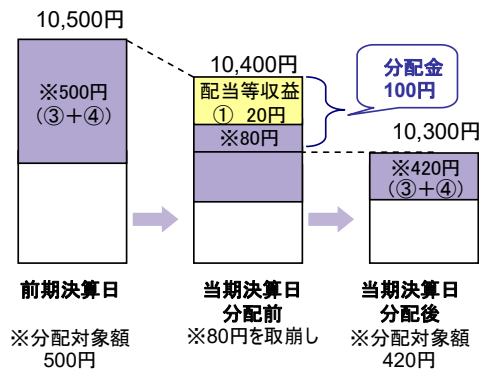 10,500円
※500円
(③+④)
10,400円
配当等収益
① 20円
※80円
分配金
100円
10,300円
※420円
(③+④)
前期決算日
※分配対象額
500円
当期決算日
分配前
※80円を取崩し
当期決算日
分配後
※分配対象額
420円